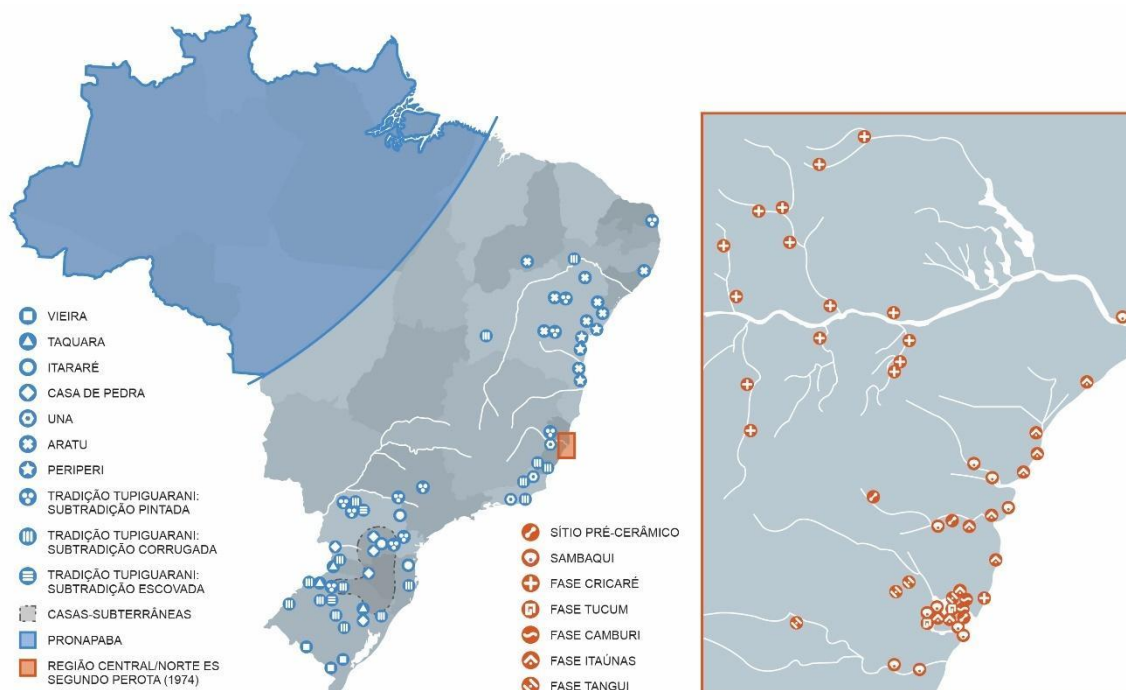 VIEIRA
TAQUARA
ITARARÉ
CASA DE PEDRA
UNA
ARATU
PERIPERI
TRADIÇÃO TUPIGUARANI:
SUBTRADIÇÃO PINTADA
TRADIÇÃO TUPIGUARANI:
SUBTRADIÇÃO CORRUGADA
TRADIÇÃO TUPIGUARANI:
SUBTRADIÇÃO ESCOVADA
CASAS-SUBTERRÂNEAS
PRONAPABA
REGIÃO CENTRAL/NORTE ES
SEGUNDO PEROTA (1974)
SÍTIO PRÉ-CERÂMICO
SAMBAQUI
FASE CRICARÉ
FASE TUCUM
FASE CAMBURI
FASE ITAÚNAS
FASE TANGUI